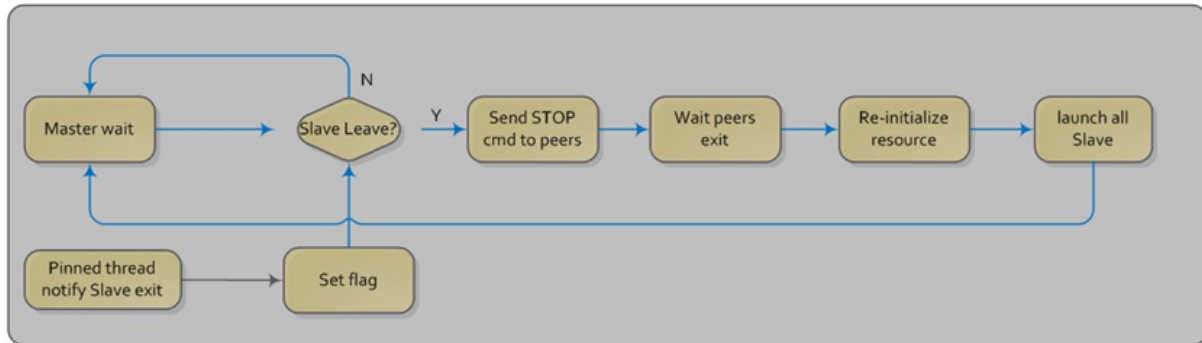 N
Master wait
Slave Leave?
Y
Send STOP
cmd to peers
Wait peers
exit
Re-initialize
resource
launch all
Slave
Pinned thread
notify Slave exit
Set flag